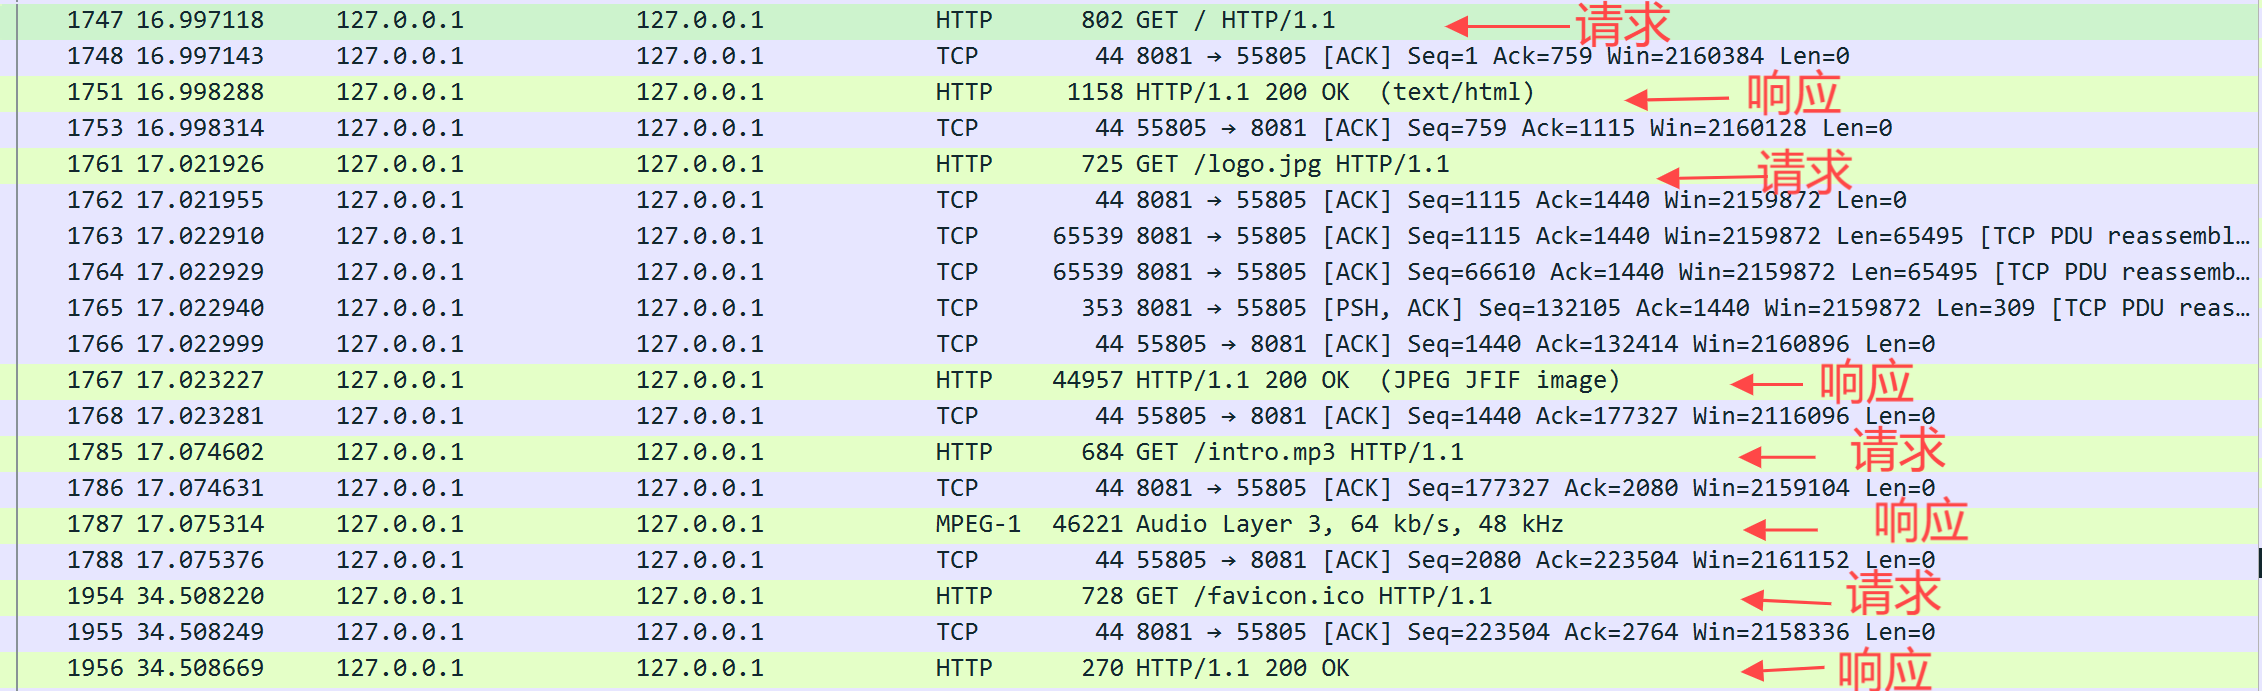 1747 16.997118 127.0.0.1 127.0.0.1 HTTP 802 GET / HTTP/1.1 请求
1748 16.997143 127.0.0.1 127.0.0.1 TCP 44 8081 → 55805 [ACK] Seq=1 Ack=759 Win=2160384 Len=0
1751 16.998288 127.0.0.1 127.0.0.1 HTTP 1158 HTTP/1.1 200 OK (text/html) 响应
1753 16.998314 127.0.0.1 127.0.0.1 TCP 44 55805 → 8081 [ACK] Seq=759 Ack=1115 Win=2160128 Len=0
1761 17.021926 127.0.0.1 127.0.0.1 HTTP 725 GET /logo.jpg HTTP/1.1 请求
1762 17.021955 127.0.0.1 127.0.0.1 TCP 44 8081 → 55805 [ACK] Seq=1115 Ack=1440 Win=2159872 Len=0
1763 17.022910 127.0.0.1 127.0.0.1 TCP 65539 8081 → 55805 [ACK] Seq=1115 Ack=1440 Win=2159872 Len=65495 [TCP PDU reassembl…
1764 17.022929 127.0.0.1 127.0.0.1 TCP 65539 8081 → 55805 [ACK] Seq=66610 Ack=1440 Win=2159872 Len=65495 [TCP PDU reassemb…
1765 17.022940 127.0.0.1 127.0.0.1 TCP 353 8081 → 55805 [PSH, ACK] Seq=132105 Ack=1440 Win=2159872 Len=309 [TCP PDU reas…
1766 17.022999 127.0.0.1 127.0.0.1 TCP 44 55805 → 8081 [ACK] Seq=1440 Ack=132414 Win=2160896 Len=0
1767 17.023227 127.0.0.1 127.0.0.1 HTTP 44957 HTTP/1.1 200 OK (JPEG JFIF image) 响应
1768 17.023281 127.0.0.1 127.0.0.1 TCP 44 55805 → 8081 [ACK] Seq=1440 Ack=177327 Win=2116096 Len=0
1785 17.074602 127.0.0.1 127.0.0.1 HTTP 684 GET /intro.mp3 HTTP/1.1 请求
1786 17.074631 127.0.0.1 127.0.0.1 TCP 44 8081 → 55805 [ACK] Seq=177327 Ack=2080 Win=2159104 Len=0
1787 17.075314 127.0.0.1 127.0.0.1 MPEG-1 46221 Audio Layer 3, 64 kb/s, 48 kHz 响应
1788 17.075376 127.0.0.1 127.0.0.1 TCP 44 55805 → 8081 [ACK] Seq=2080 Ack=223504 Win=2161152 Len=0
1954 34.508220 127.0.0.1 127.0.0.1 HTTP 728 GET /favicon.ico HTTP/1.1 请求
1955 34.508249 127.0.0.1 127.0.0.1 TCP 44 8081 → 55805 [ACK] Seq=223504 Ack=2764 Win=2158336 Len=0
1956 34.508669 127.0.0.1 127.0.0.1 HTTP 270 HTTP/1.1 200 OK 响应